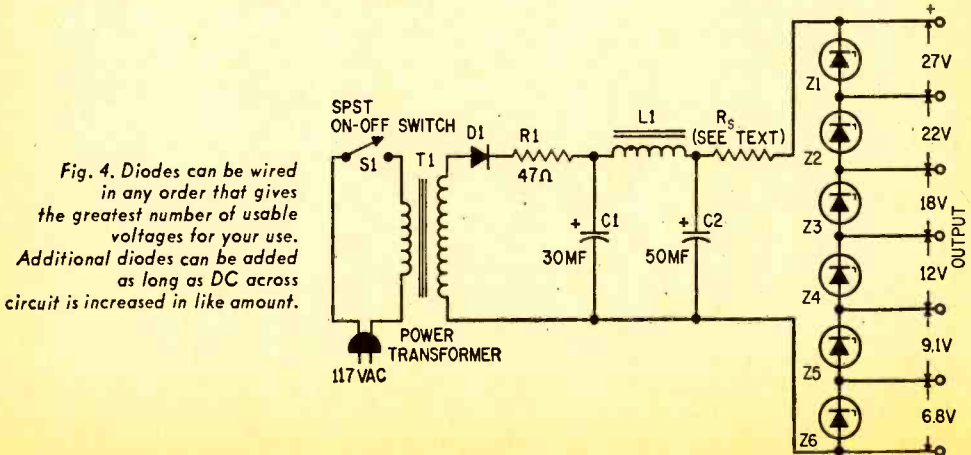 Fig. 4. Diodes can be wired
in any order that gives
the greatest number of usable
voltages for your use.
Additional diodes can be added
as long as DC across
circuit is increased in like amount.
SPST
ON-OFF SWITCH
S1
T1
D1
R1
47Ω
L1
RS
(SEE TEXT)
+ C1
30MF
+ C2
50MF
POWER
TRANSFORMER
117VAC
Z1
Z2
Z3
Z4
Z5
Z6
+
27V
22V
18V
12V
9.1V
6.8V
OUTPUT